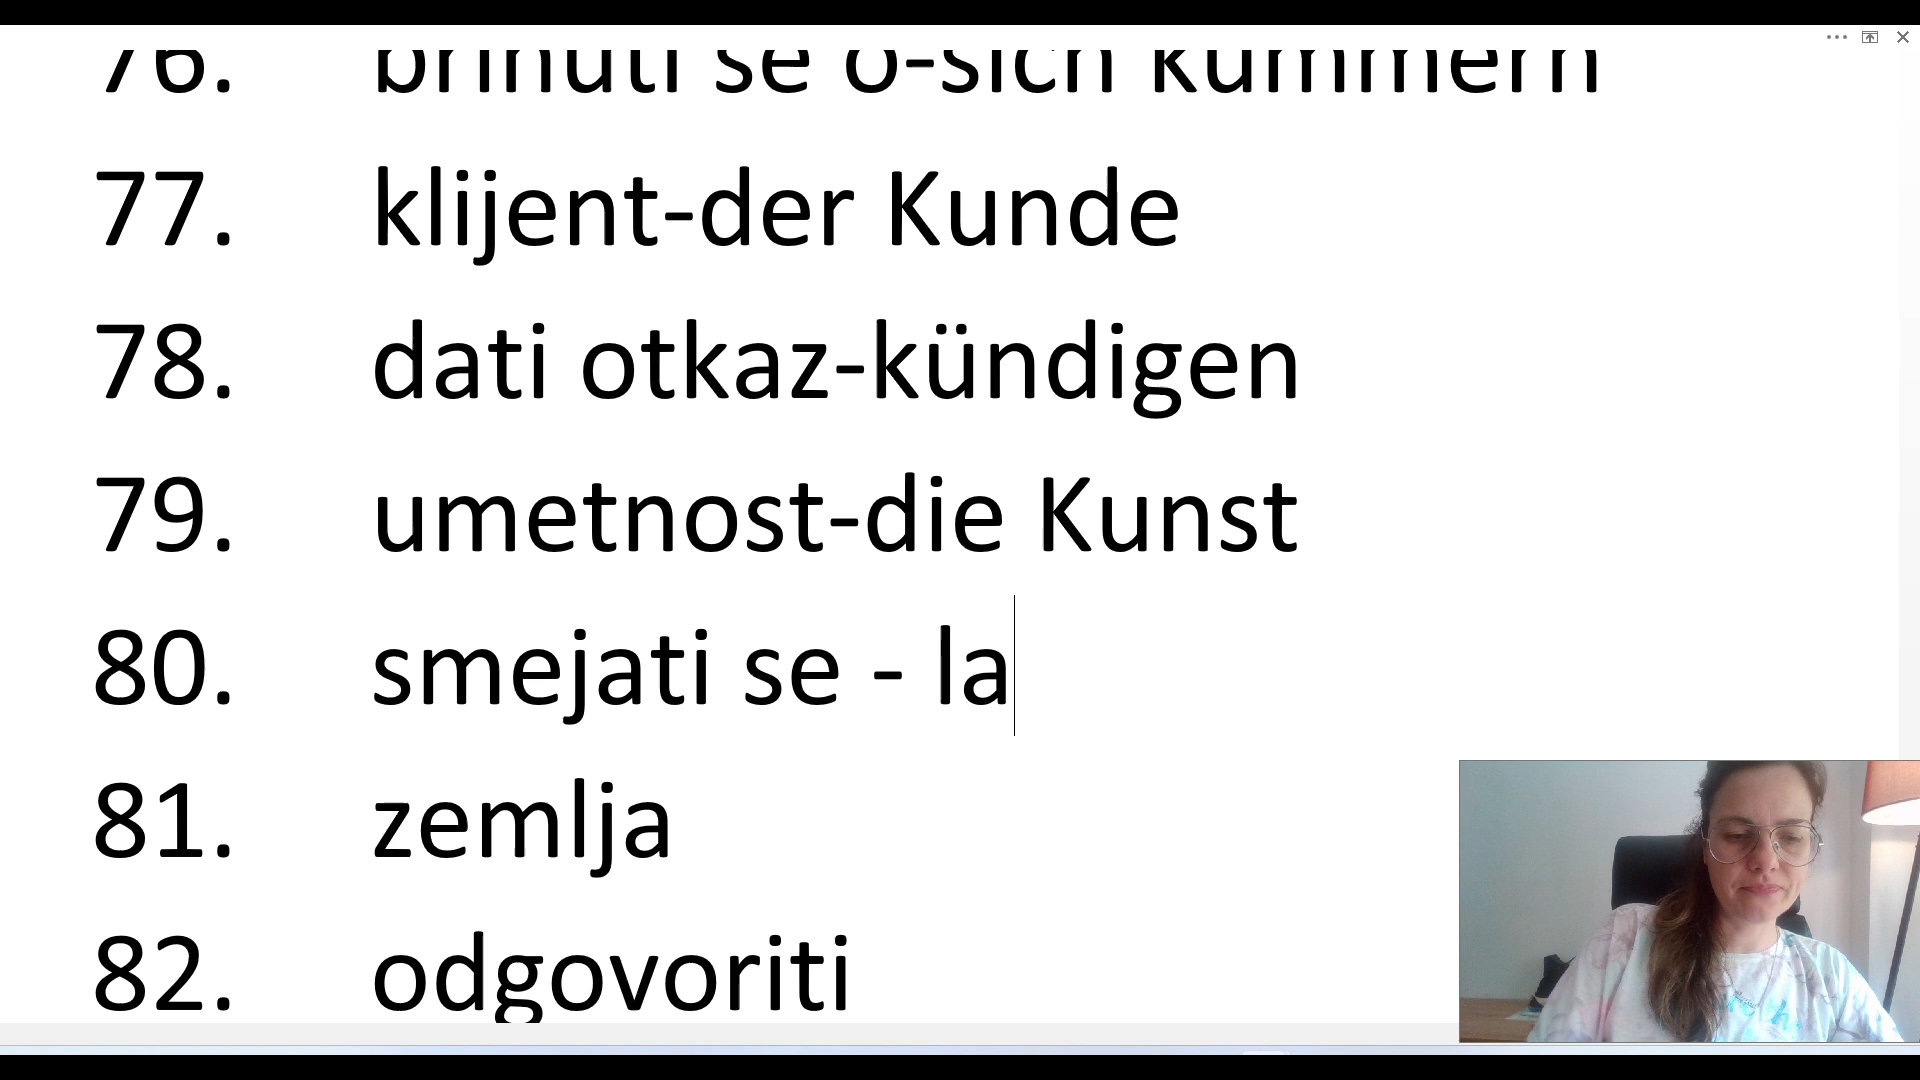 76. brinuti se o-sich kümmern
77. klijent-der Kunde
78. dati otkaz-kündigen
79. umetnost-die Kunst
80. smejati se - la
81. zemlja
82. odgovoriti